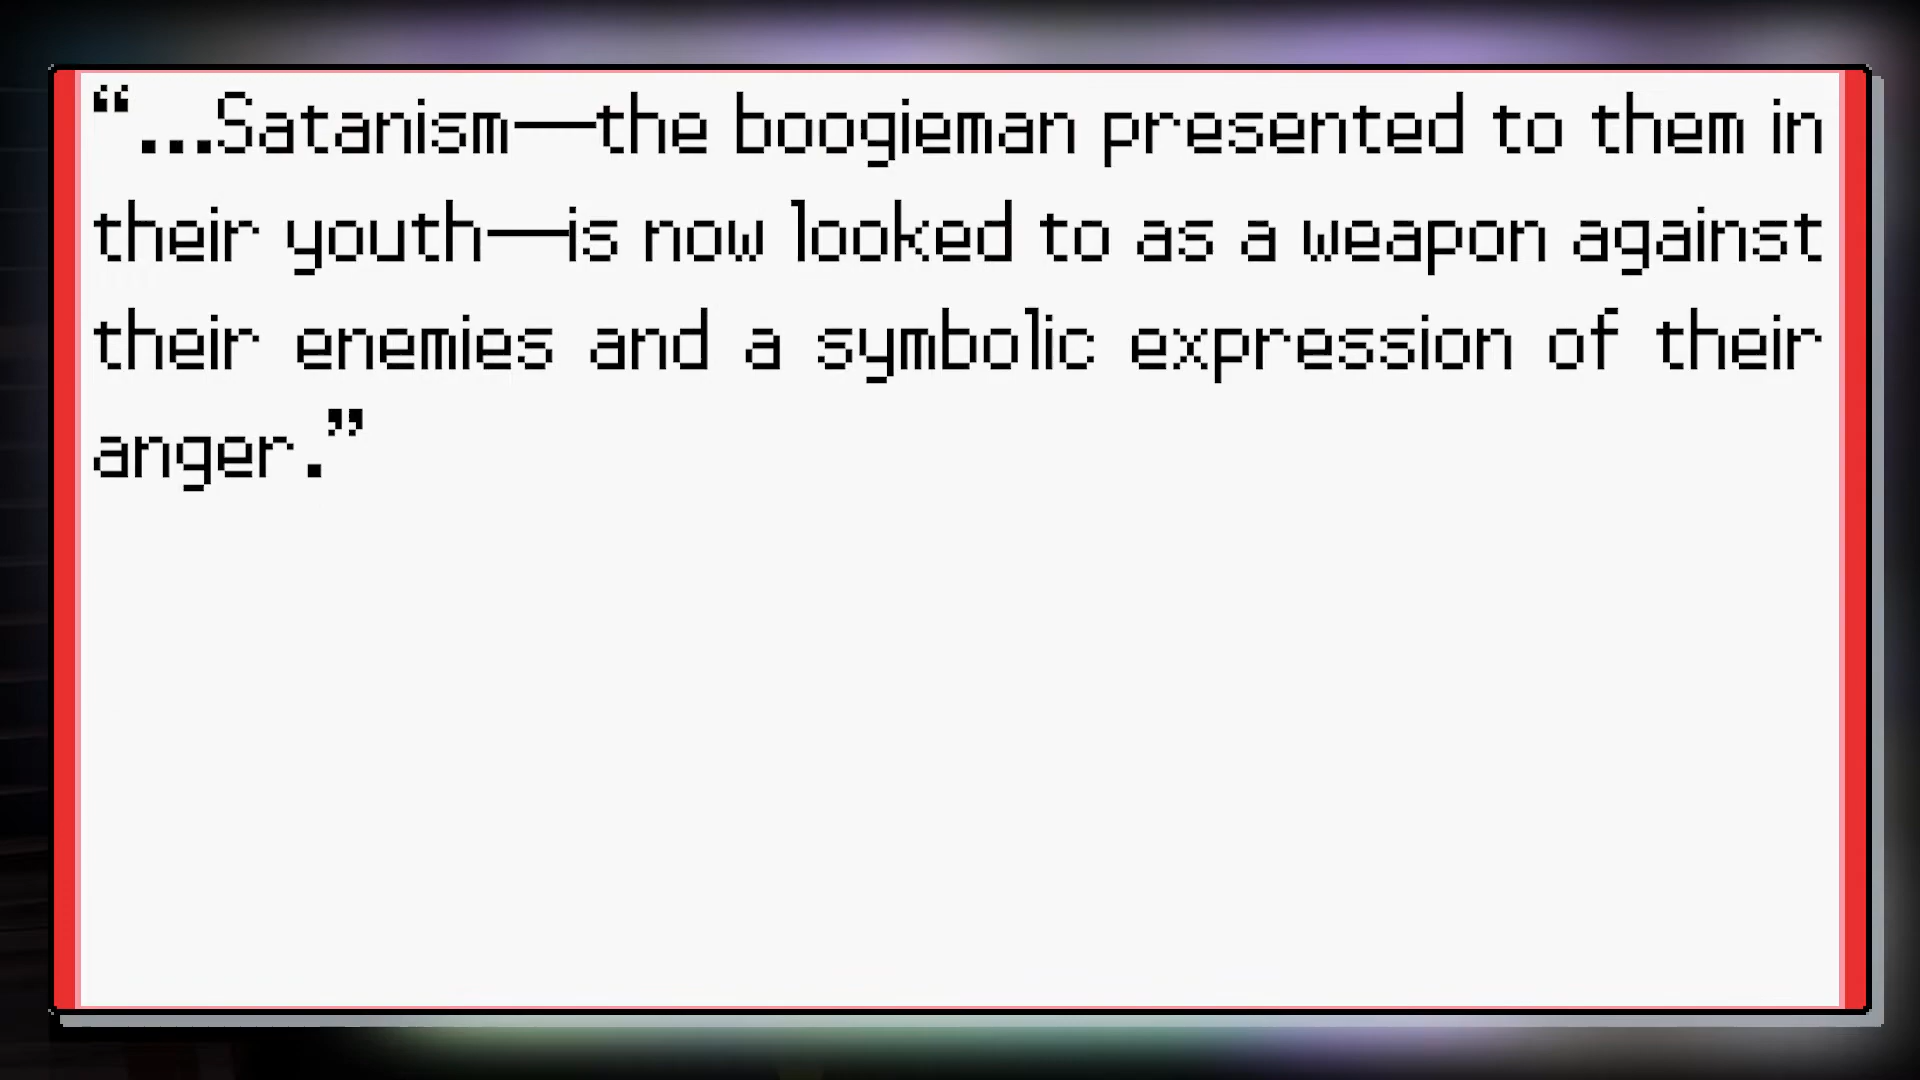 “...Satanism—the boogieman presented to them in
their youth—is now looked to as a weapon against
their enemies and a symbolic expression of their
anger.”